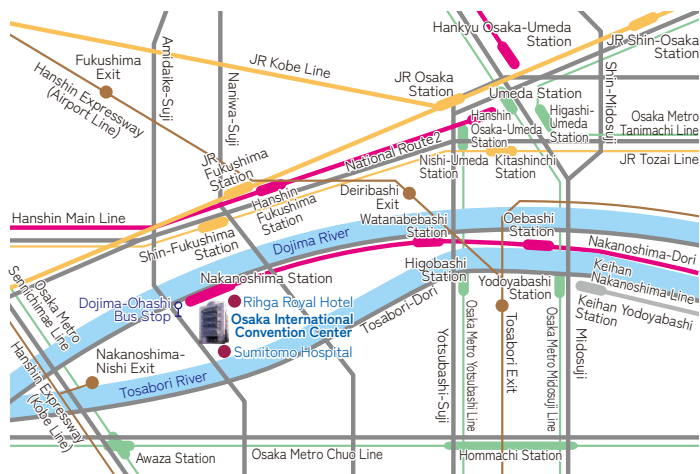 Hankyu Osaka-Umeda
Station
JR Shin-Osaka
Station
Fukushima
Exit
Amidaike-Suji
Naniwa-Suji
JR Kobe Line
JR Osaka
Station
Shin-Midosuji
Hanshin Expressway
(Airport Line)
Umeda Station
Higashi-
Umeda
Station
Osaka Metro
Tanimachi Line
Hanshin
Osaka-Umeda
Station
National Route2
JR
Fukushima
Station
Nishi-Umeda
Station
Kitashinchi
Station
JR Tozai Line
Hanshin
Fukushima
Station
Deiribashi
Exit
Hanshin Main Line
Shin-Fukushima
Station
Watanabebashi
Station
Oebashi
Station
Dojima River
Nakanoshima-Dori
Nakanoshima Station
Higobashi
Station
Keihan
Nakanoshima Line
Osaka Metro
Sennichimae Line
Dojima-Ohashi
Bus Stop
Rihga Royal Hotel
Osaka International
Convention Center
Tosabori-Dori
Yodoyabashi
Station
Keihan Yodoyabashi
Station
Sumitomo Hospital
Nakanoshima-
Nishi Exit
Tosabori River
Hanshin Expressway
(Kobe Line)
Yotsubashi-Suji
Osaka Metro Yotsubashi Line
Tosabori Exit
Osaka Metro Midosuji Line
Midosuji
Awaza Station
Osaka Metro Chuo Line
Hommachi Station